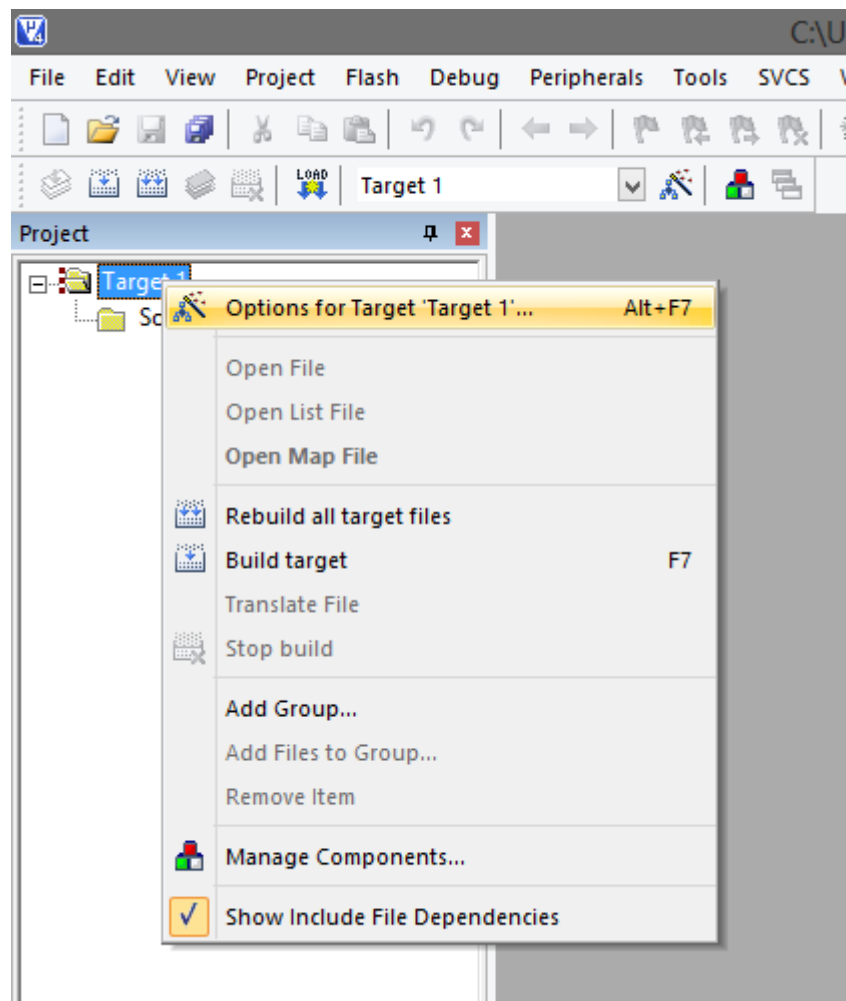 C:\U
File Edit View Project Flash Debug Peripherals Tools SVCS
LOAD Target 1
Project
Target 1
Options for Target 'Target 1'... Alt+F7
Open File
Open List File
Open Map File
Rebuild all target files
Build target F7
Translate File
Stop build
Add Group...
Add Files to Group...
Remove Item
Manage Components...
Show Include File Dependencies